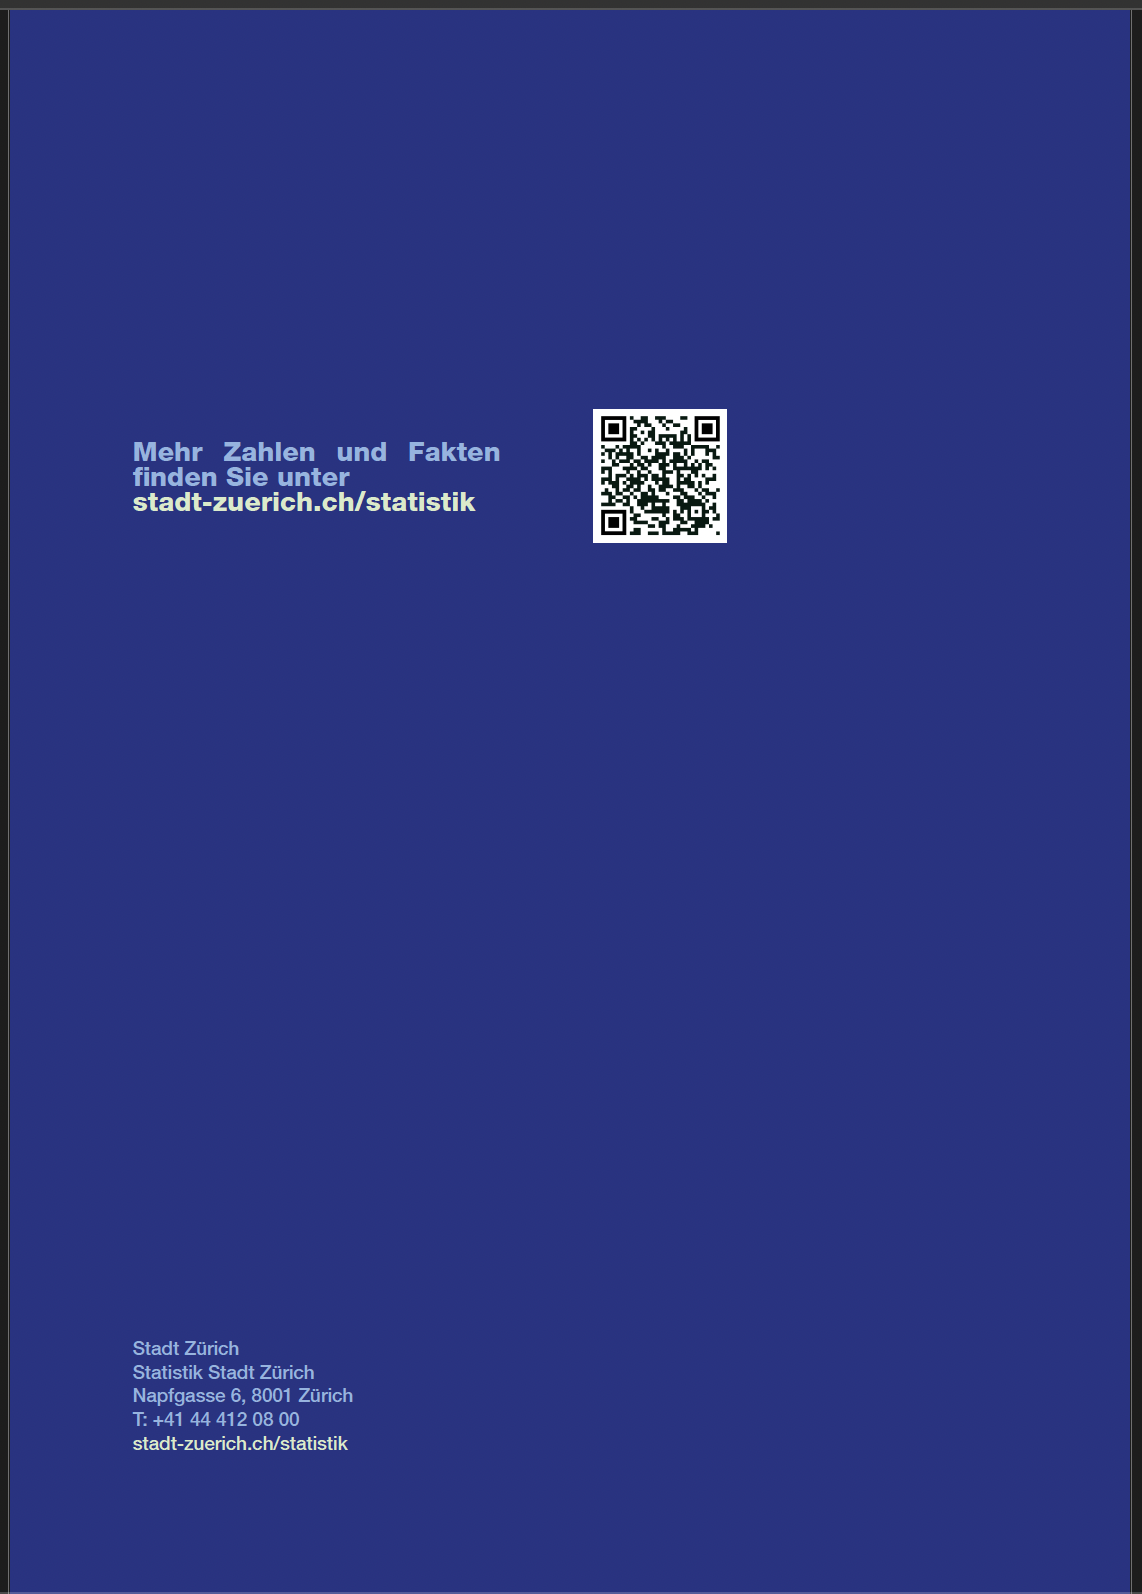 Mehr Zahlen und Fakten
finden Sie unter
stadt-zuerich.ch/statistik
Stadt Zürich
Statistik Stadt Zürich
Napfgasse 6, 8001 Zürich
T: +41 44 412 08 00
stadt-zuerich.ch/statistik